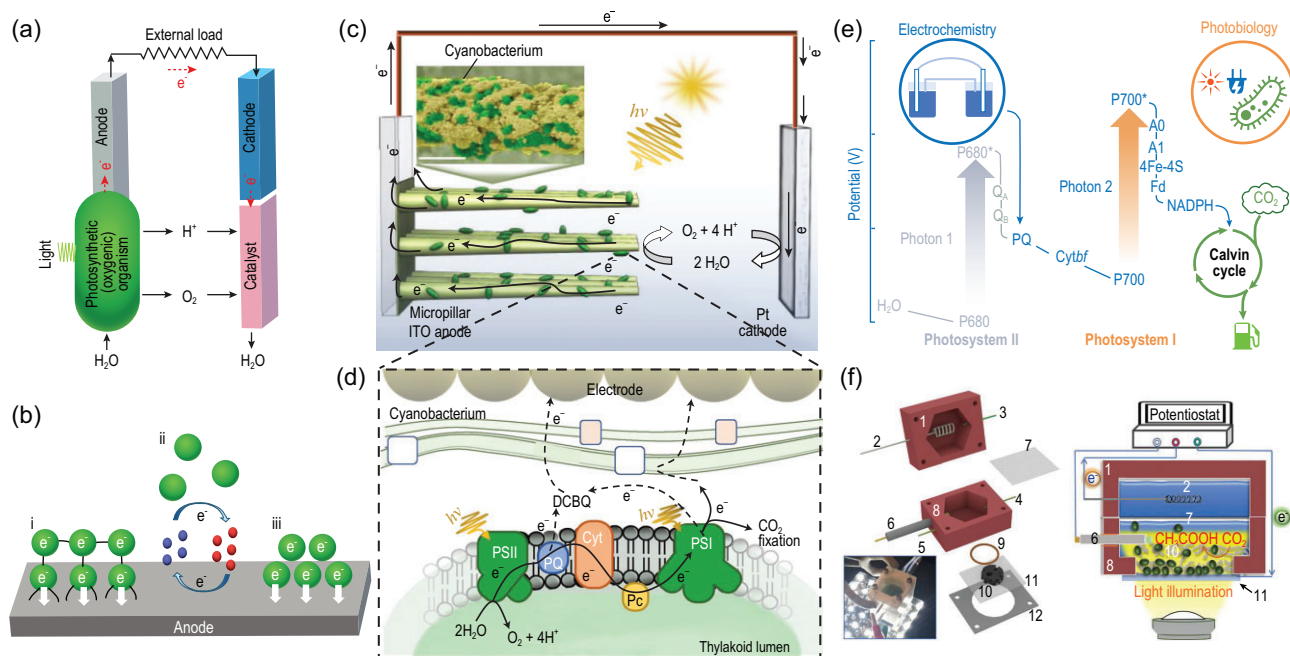 (a)
External load
e⁻
Anode
Cathode
e⁻
e⁻
Light
Photosynthetic
(oxygenic)
organism
H⁺
O₂
Catalyst
H₂O
H₂O
(b)
ii
i
iii
e⁻
e⁻
e⁻ e⁻ e⁻
e⁻ e⁻ e⁻
e⁻ e⁻
e⁻ e⁻ e⁻
Anode
(c)
e⁻
Cyanobacterium
e⁻
e⁻
hv
e⁻
e⁻
e⁻
e⁻
e⁻
e⁻
e⁻
e
O₂ + 4 H⁺
2 H₂O
Micropillar
ITO anode
Pt
cathode
(d)
Electrode
Cyanobacterium
e⁻
DCBQ
e⁻
hv
hv
e⁻
e⁻
CO₂
fixation
PSII
PQ
Cyt
PSI
e⁻
e⁻
e⁻
Pc
2H₂O
O₂ + 4H⁺
Thylakoid lumen
(e)
Electrochemistry
Photobiology
Potential (V)
P680*
Q_A
Q_B
Photon 1
PQ
Cytbf
H₂O
P680
Photosystem II
P700*
A0
A1
4Fe-4S
Fd
NADPH
Photon 2
P700
Photosystem I
CO₂
Calvin
cycle
(f)
1
2
3
7
4
8
6
5
9
10
11
12
Potentiostat
1
e⁻
2
e⁻
7
6
CH₃COOH CO₂
10
8
Light illumination
11